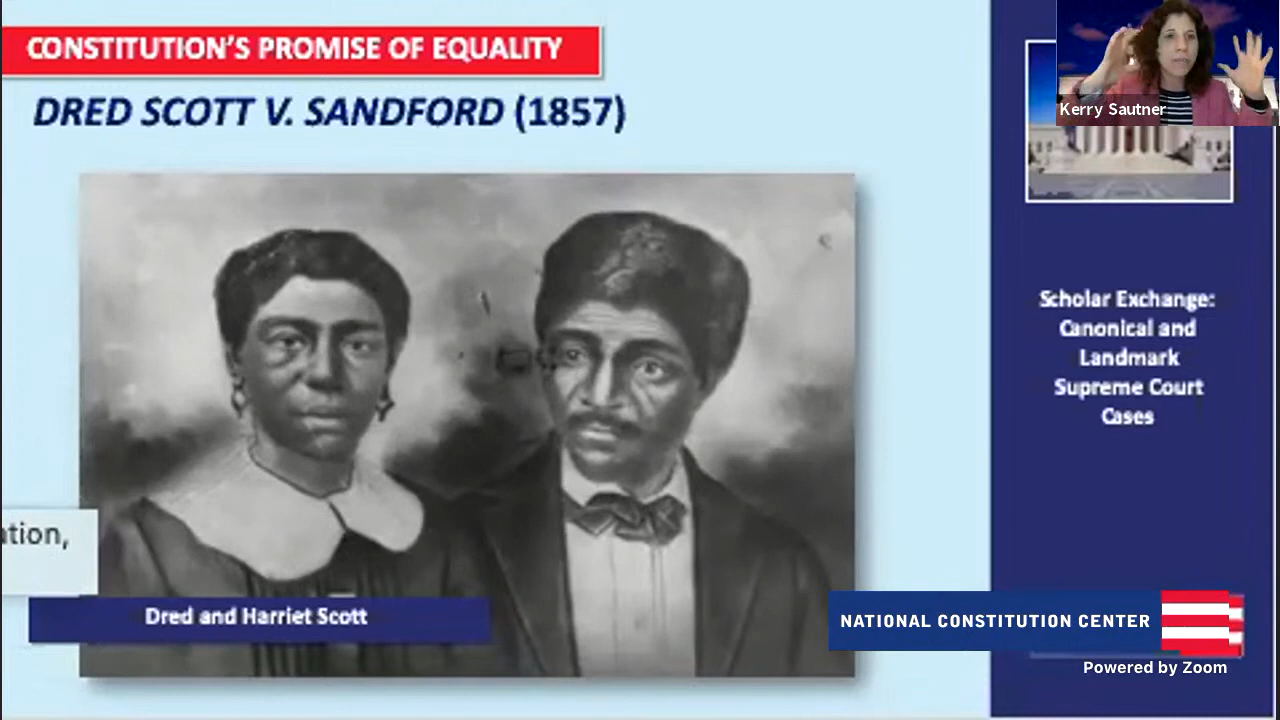 CONSTITUTION'S PROMISE OF EQUALITY
DRED SCOTT V. SANDFORD (1857)
Kerry Sautner
Scholar Exchange:
Canonical and
Landmark
Supreme Court
Cases
Dred and Harriet Scott
NATIONAL CONSTITUTION CENTER
Powered by Zoom